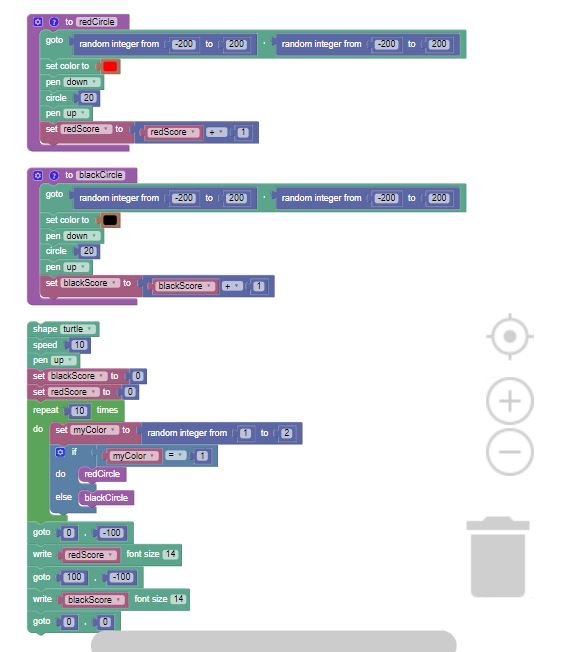 to redCircle
goto random integer from -200 to 200 , random integer from -200 to 200
set color to
pen down
circle 20
pen up
set redScore to redScore + 1
to blackCircle
goto random integer from -200 to 200 , random integer from -200 to 200
set color to
pen down
circle 20
pen up
set blackScore to blackScore + 1
shape turtle
speed 10
pen up
set blackScore to 0
set redScore to 0
repeat 10 times
do set myColor to random integer from 1 to 2
if myColor = 1
do redCircle
else blackCircle
goto 0 , -100
write redScore font size 14
goto 100 , -100
write blackScore font size 14
goto 0 , 0